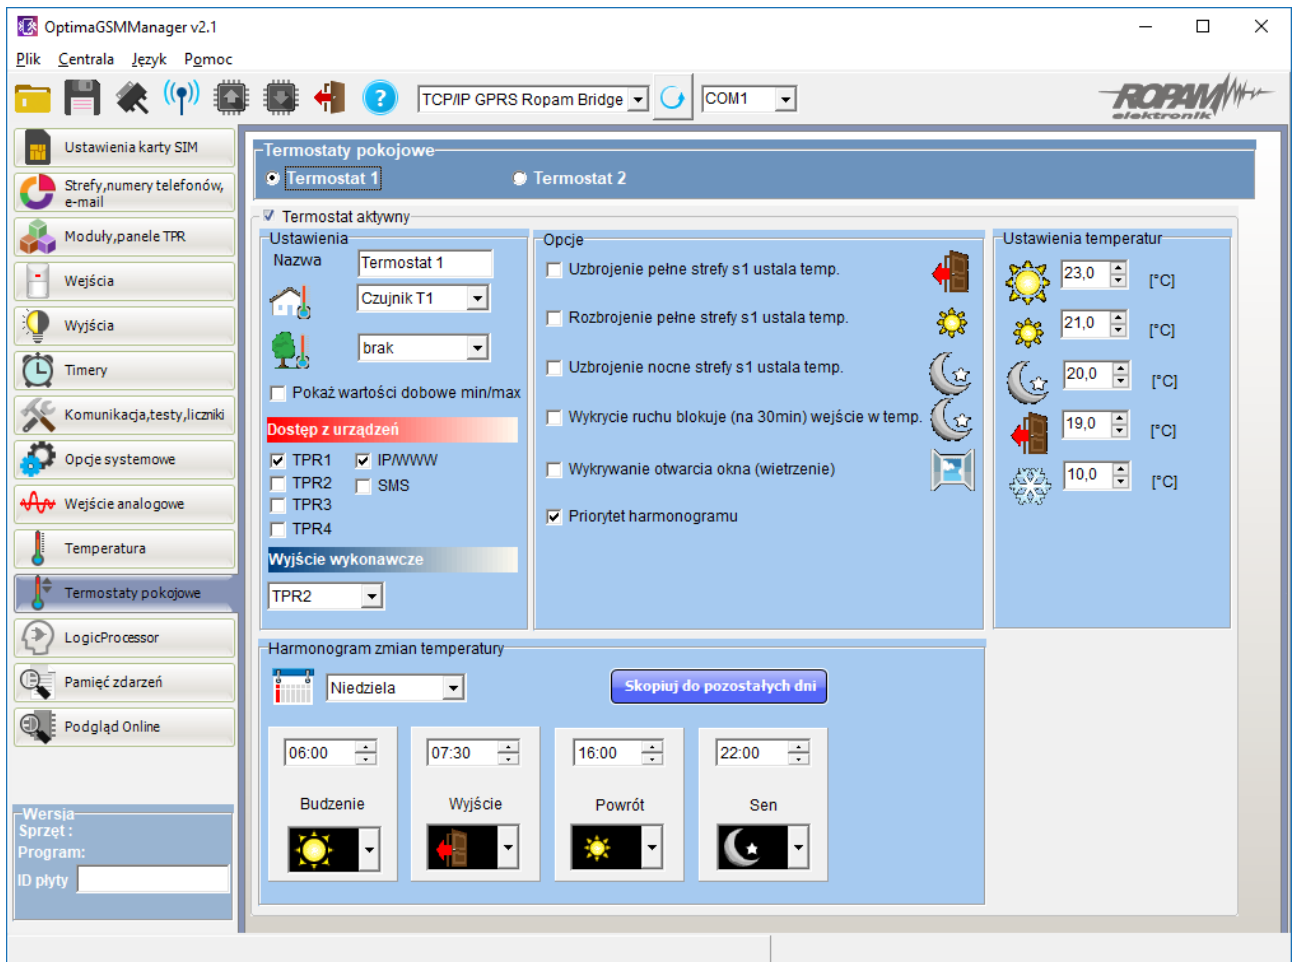 OptimaGSMManager v2.1
Plik Centrala Język Pomoc
TCP/IP GPRS Ropam Bridge COM1
ROPAM
elektronik
Ustawienia karty SIM
Strefy,numery telefonów,
e-mail
Moduły,panele TPR
Wejścia
Wyjścia
Timery
Komunikacja,testy,liczniki
Opcje systemowe
Wejście analogowe
Temperatura
Termostaty pokojowe
LogicProcessor
Pamięć zdarzeń
Podgląd Online
Wersja
Sprzęt :
Program:
ID płyty
Termostaty pokojowe
Termostat 1 Termostat 2
Termostat aktywny
Ustawienia
Nazwa Termostat 1
Czujnik T1
brak
Pokaż wartości dobowe min/max
Dostęp z urządzeń
TPR1 IP/WWW
TPR2 SMS
TPR3
TPR4
Wyjście wykonawcze
TPR2
Opcje
Uzbrojenie pełne strefy s1 ustala temp.
Rozbrojenie pełne strefy s1 ustala temp.
Uzbrojenie nocne strefy s1 ustala temp.
Wykrycie ruchu blokuje (na 30min) wejście w temp.
Wykrywanie otwarcia okna (wietrzenie)
Priorytet harmonogramu
Ustawienia temperatur
23,0 [°C]
21,0 [°C]
20,0 [°C]
19,0 [°C]
10,0 [°C]
Harmonogram zmian temperatury
Niedziela Skopiuj do pozostałych dni
06:00 07:30 16:00 22:00
Budzenie Wyjście Powrót Sen